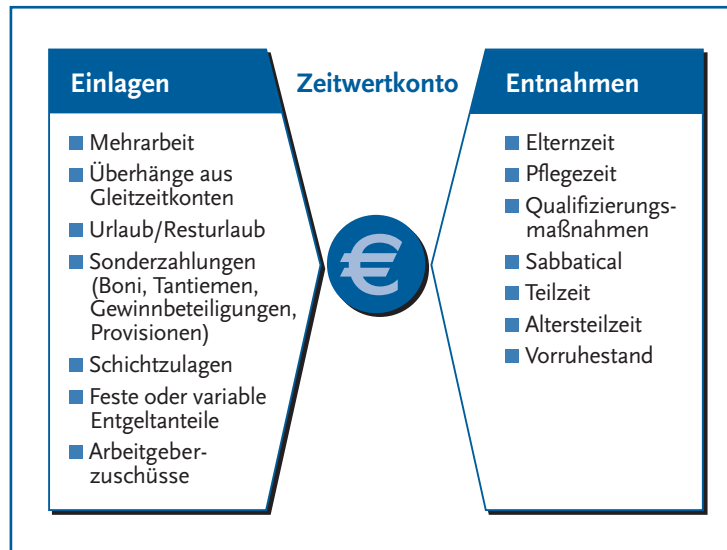 Einlagen
Mehrarbeit
Überhänge aus
Gleitzeitkonten
Urlaub/Resturlaub
Sonderzahlungen
(Boni, Tantiemen,
Gewinnbeteiligungen,
Provisionen)
Schichtzulagen
Feste oder variable
Entgeltanteile
Arbeitgeber-
zuschüsse
Zeitwertkonto
€
Entnahmen
Elternzeit
Pflegezeit
Qualifizierungs-
maßnahmen
Sabbatical
Teilzeit
Altersteilzeit
Vorruhestand